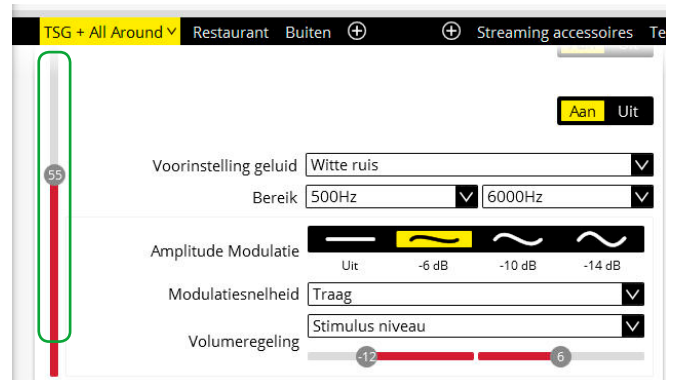 TSG + All Around Restaurant Buiten Streaming accessoires Te
Aan Uit
Voorinstelling geluid Witte ruis
55
Bereik 500Hz 6000Hz
Amplitude Modulatie
Uit -6 dB -10 dB -14 dB
Modulatiesnelheid Traag
Volumeregeling Stimulus niveau
-12 6